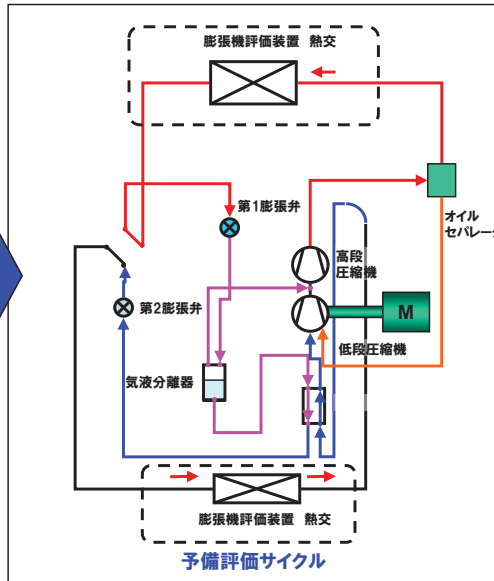 膨張機評価装置 熱交
第1膨張弁
オイル
セパレータ
高段
圧縮機
M
第2膨張弁
低段圧縮機
気液分離器
膨張機評価装置 熱交
予備評価サイクル